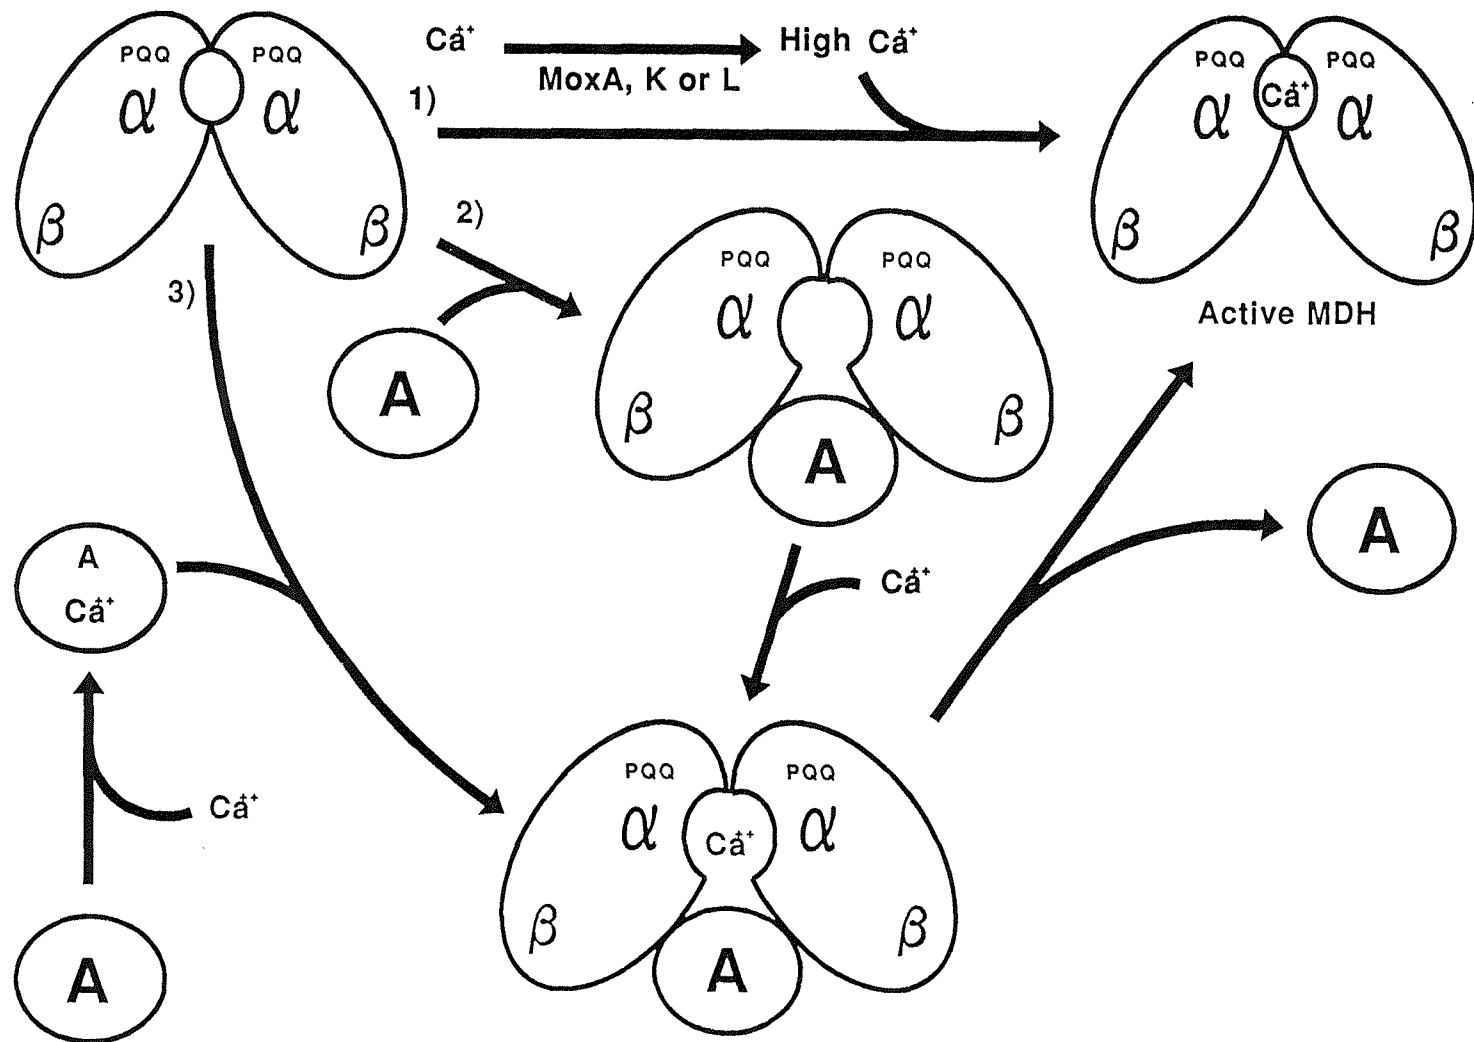 Ca⁺⁺
High Ca⁺⁺
MoxA, K or L
1)
PQQ PQQ
α α
β β
PQQ PQQ
Ca⁺⁺
α α
β β
Active MDH
2)
3)
A
PQQ PQQ
α α
β β
A
A
Ca⁺⁺
Ca⁺⁺
A
Ca⁺⁺
A
PQQ PQQ
α α
Ca⁺⁺
β β
A